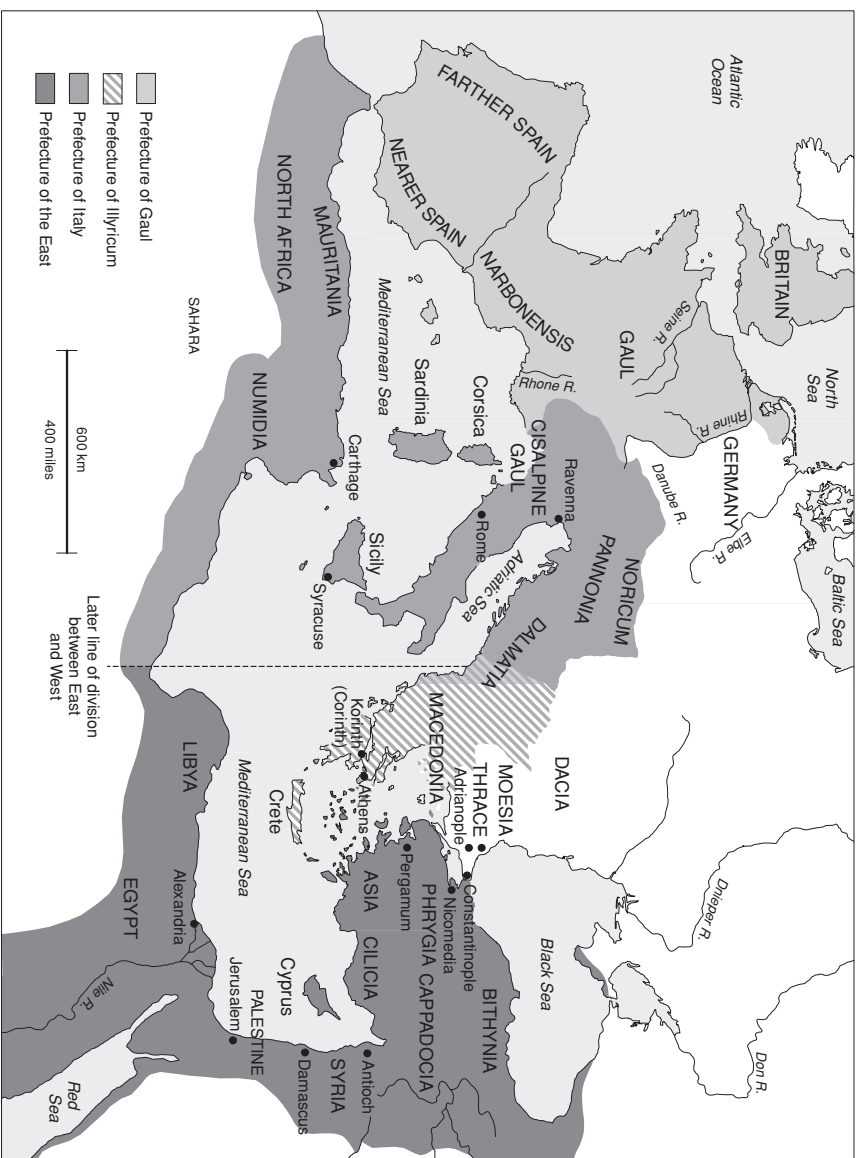 Atlantic
Ocean
BRITAIN
North
Sea
Baltic Sea
FARTHER SPAIN
NEARER SPAIN
NARBONENSIS
GAUL
Seine R.
Rhine R.
Rhone R.
GERMANY
Elbe R.
Danube R.
CISALPINE
GAUL
Ravenna
NORICUM
PANNONIA
DALMATIA
Adriatic Sea
Rome
Corsica
Sardinia
Mediterranean Sea
Sicily
Syracuse
Carthage
MAURITANIA
NORTH AFRICA
NUMIDIA
SAHARA
DACIA
MOESIA
THRACE
Adrianople
MACEDONIA
Korinth
(Corinth)
Athens
Crete
Mediterranean Sea
LIBYA
EGYPT
Alexandria
Nile R.
Red
Sea
Dnieper R.
Don R.
Black Sea
Constantinople
Nicomedia
BITHYNIA
PHRYGIA
CAPPADOCIA
Pergamum
ASIA
CILICIA
Cyprus
Antioch
SYRIA
Damascus
PALESTINE
Jerusalem
Prefecture of Gaul
Prefecture of Illyricum
Prefecture of Italy
Prefecture of the East
600 km
400 miles
Later line of division
between East
and West